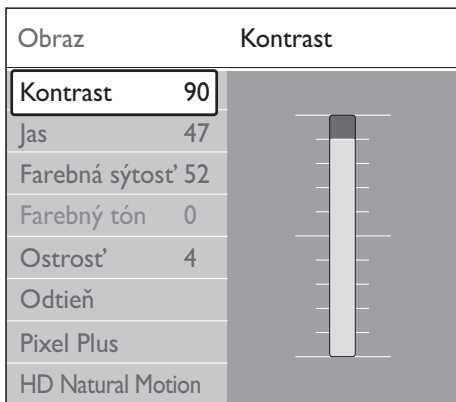 Obraz Kontrast
Kontrast 90
Jas 47
Farebná sýtosť 52
Farebný tón 0
Ostrosť 4
Odtieň
Pixel Plus
HD Natural Motion